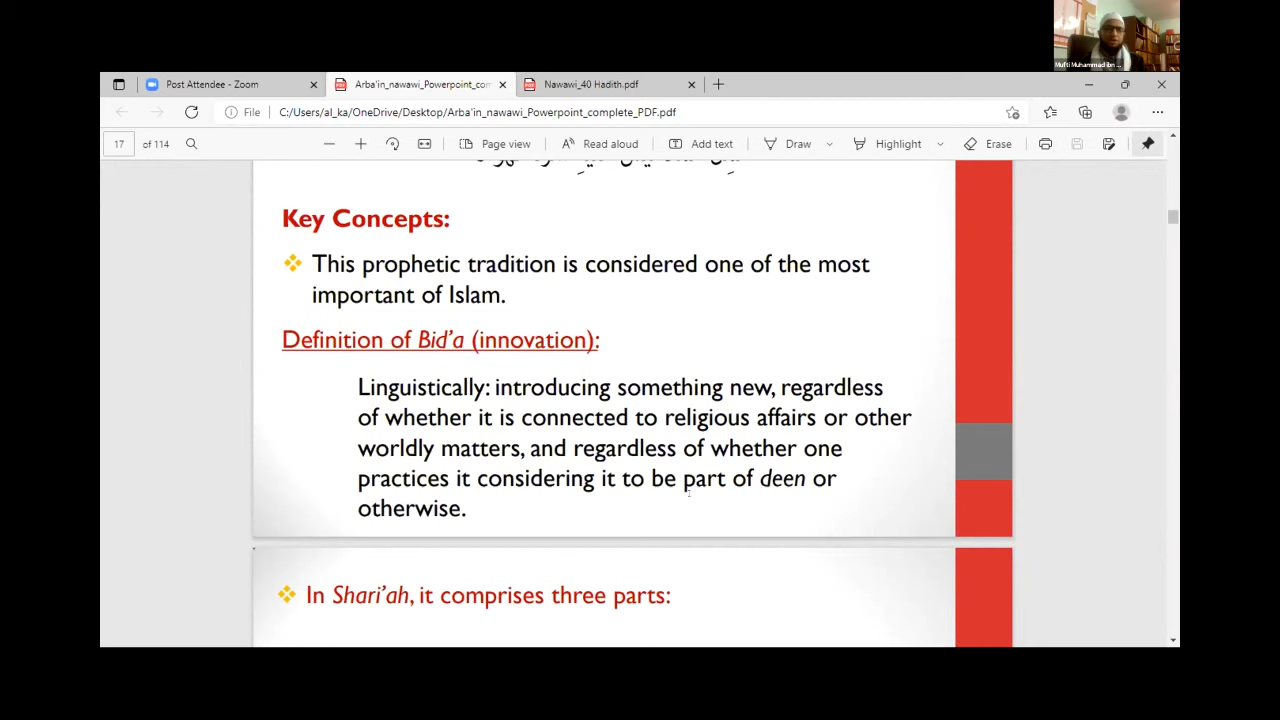 Mufti Muhammad ibn ...
Post Attendee - Zoom
Arba'in_nawawi_Powerpoint_com
Nawawi_40 Hadith.pdf
File
C:/Users/al_ka/OneDrive/Desktop/Arba'in_nawawi_Powerpoint_complete_PDF.pdf
17 of 114
Page view
Read aloud
Add text
Draw
Highlight
Erase
Key Concepts:
This prophetic tradition is considered one of the most
important of Islam.
Definition of Bid'a (innovation):
Linguistically: introducing something new, regardless
of whether it is connected to religious affairs or other
worldly matters, and regardless of whether one
practices it considering it to be part of deen or
otherwise.
In Shari'ah, it comprises three parts: